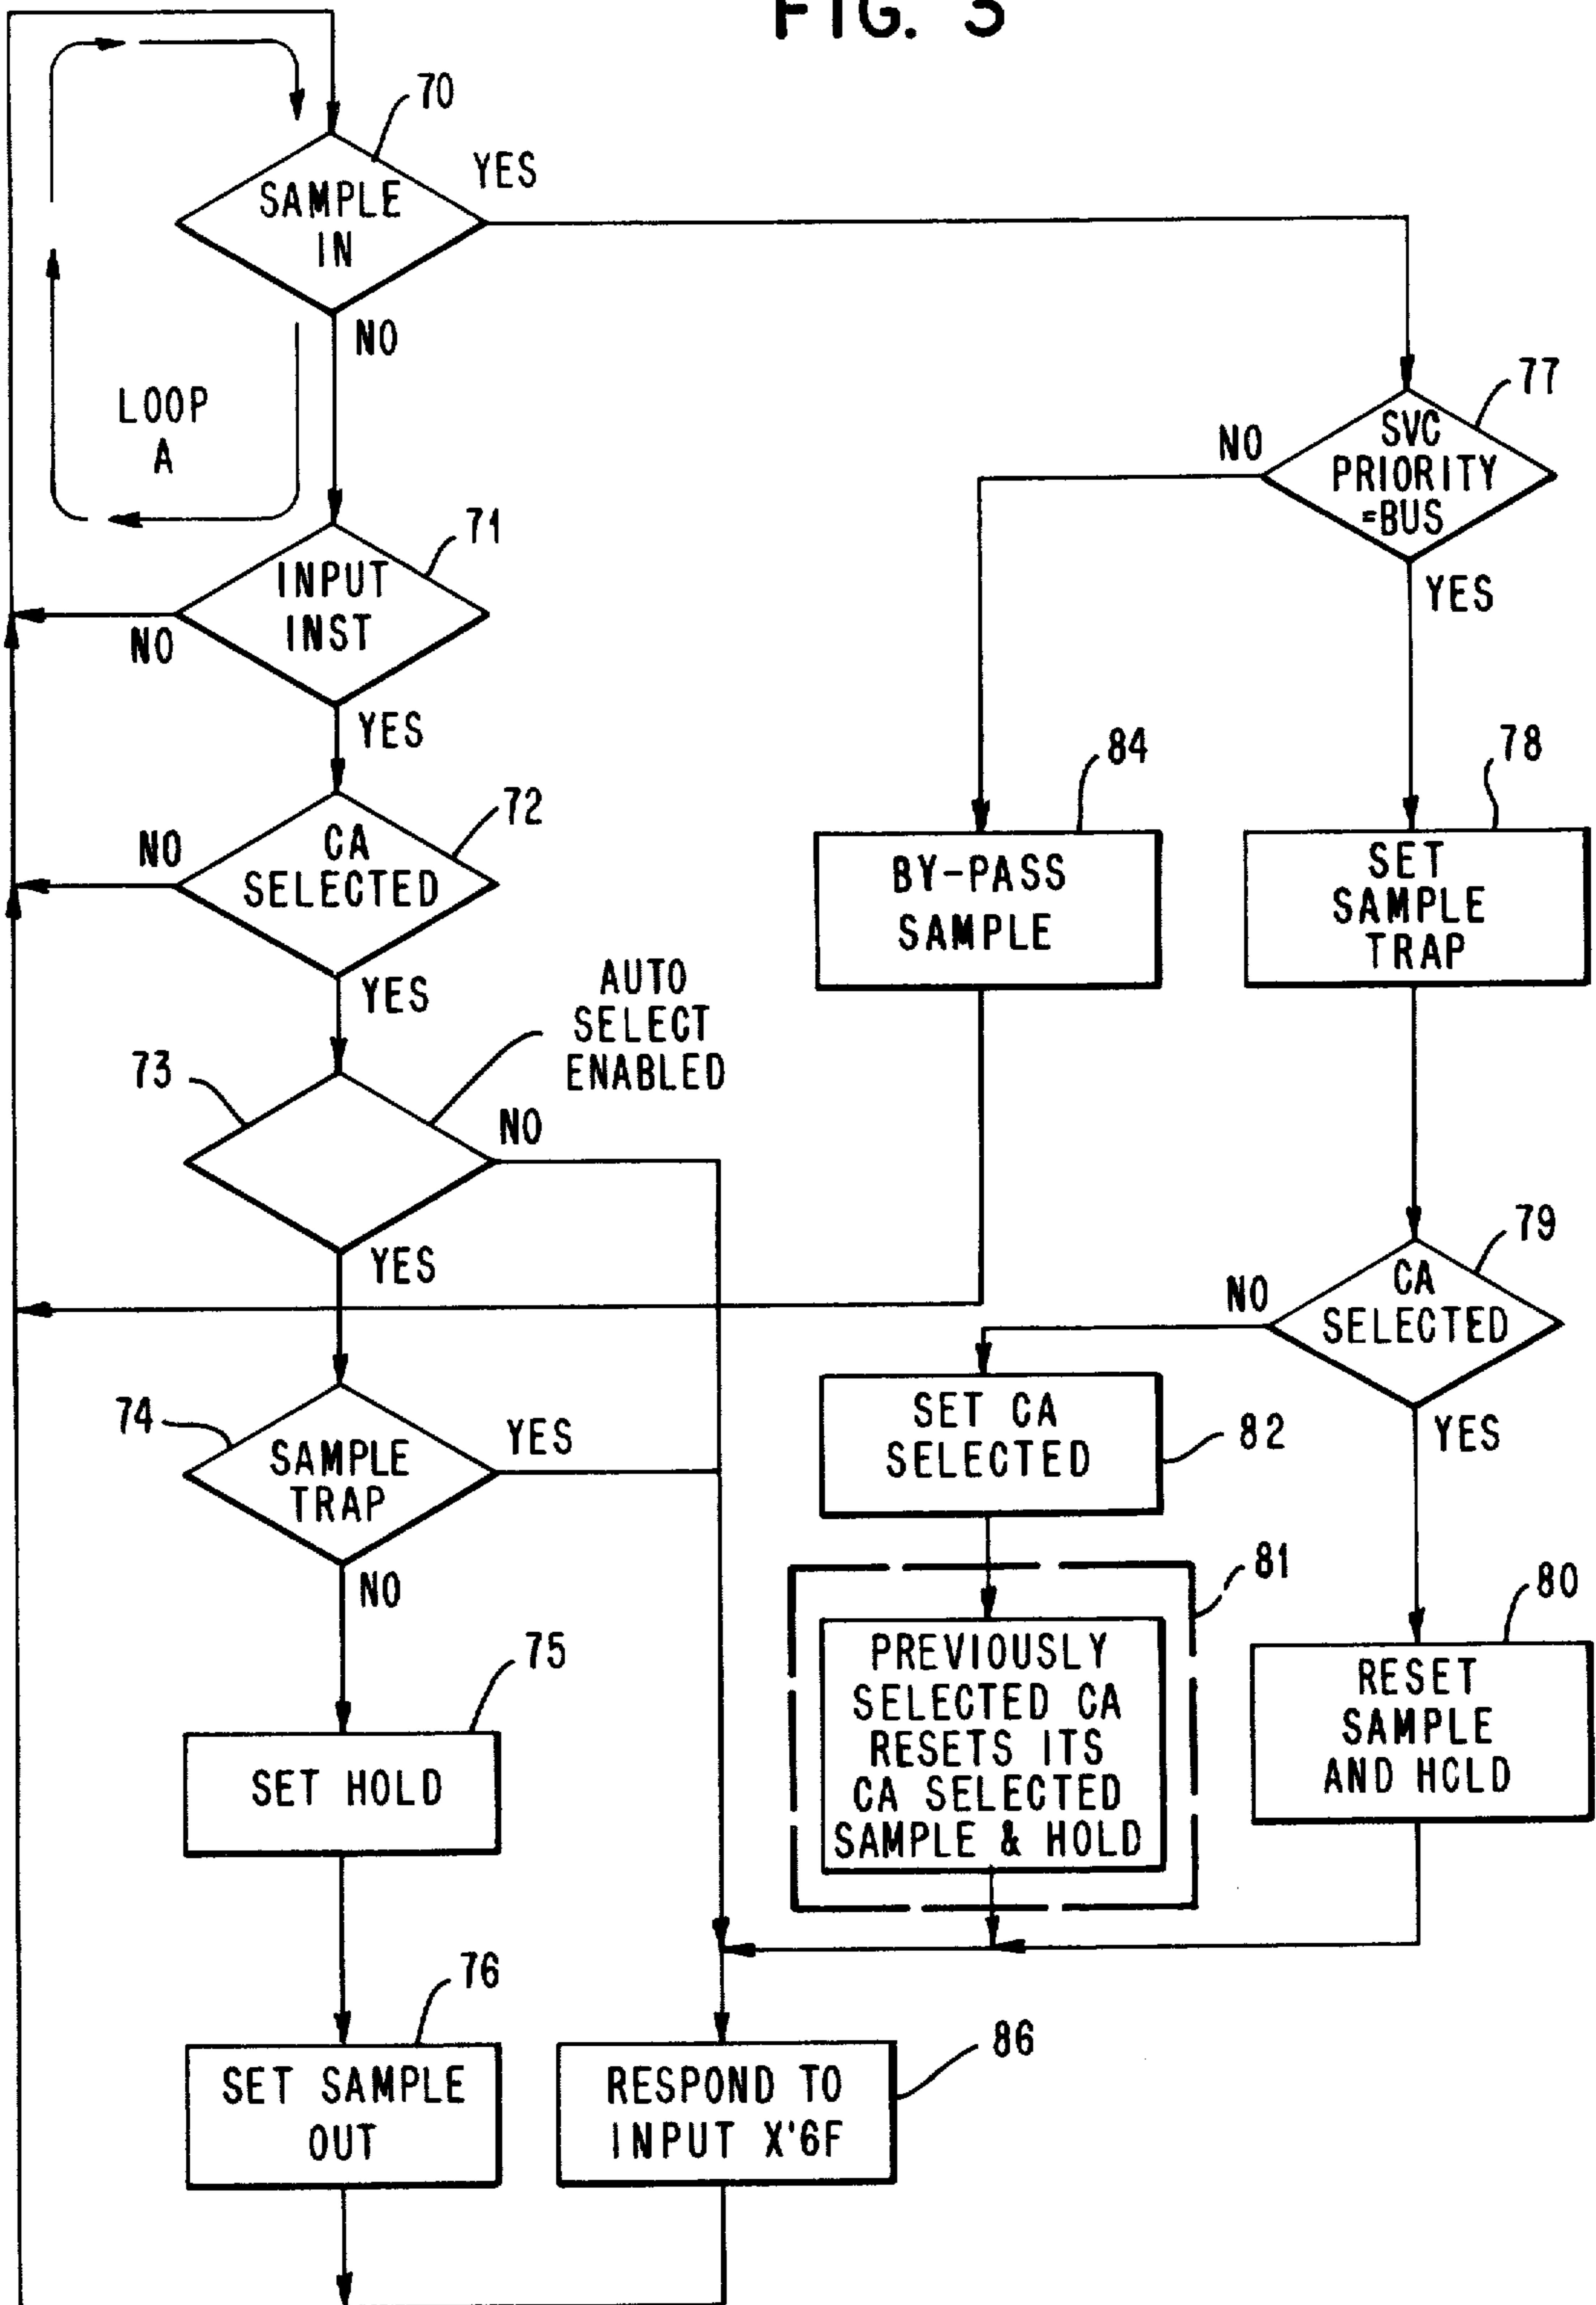 FIG. 3
70
SAMPLE
IN
YES
NO
LOOP
A
77
SVC
PRIORITY
=BUS
NO
YES
71
INPUT
INST
NO
YES
84
BY-PASS
SAMPLE
78
SET
SAMPLE
TRAP
72
CA
SELECTED
NO
YES
AUTO
SELECT
ENABLED
73
NO
YES
79
CA
SELECTED
NO
YES
74
SAMPLE
TRAP
YES
NO
SET CA
SELECTED
82
81
PREVIOUSLY
SELECTED CA
RESETS ITS
CA SELECTED
SAMPLE & HOLD
80
RESET
SAMPLE
AND HOLD
75
SET HOLD
76
SET SAMPLE
OUT
86
RESPOND TO
INPUT X'6F